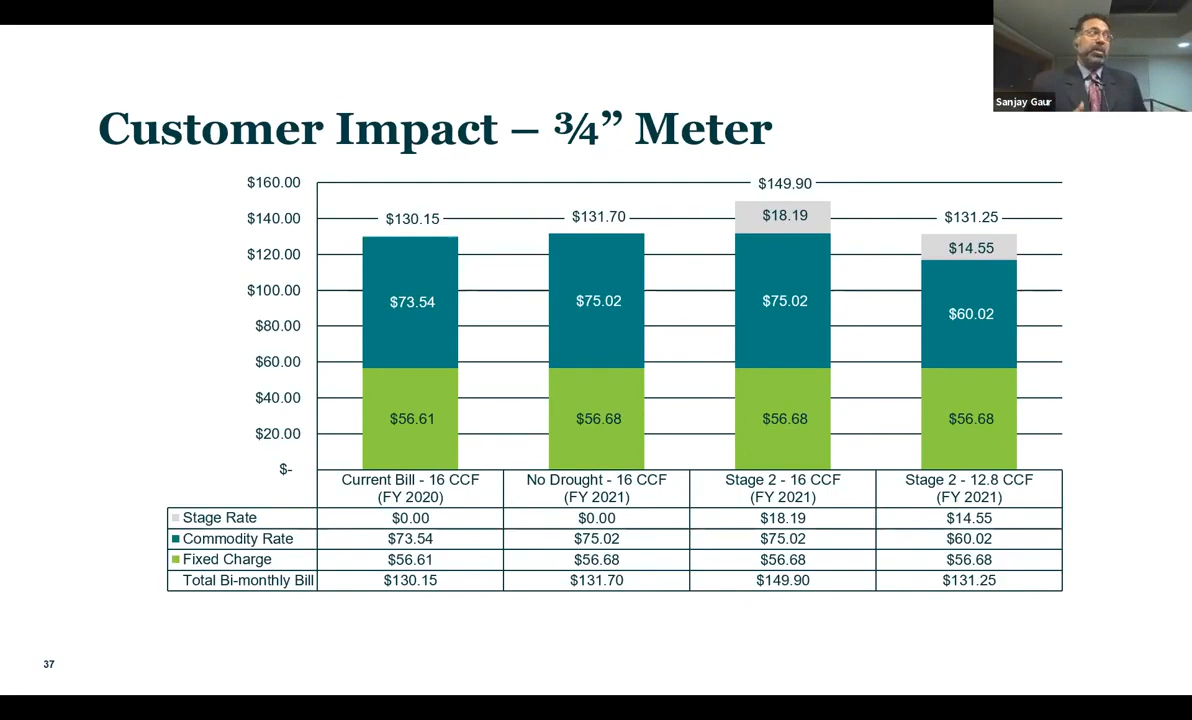 Sanjay Gaur
Customer Impact – ¾” Meter
$160.00
$140.00
$120.00
$100.00
$80.00
$60.00
$40.00
$20.00
$-
$130.15
$73.54
$56.61
$131.70
$75.02
$56.68
$149.90
$18.19
$75.02
$56.68
$131.25
$14.55
$60.02
$56.68
Current Bill - 16 CCF
(FY 2020)
No Drought - 16 CCF
(FY 2021)
Stage 2 - 16 CCF
(FY 2021)
Stage 2 - 12.8 CCF
(FY 2021)
Stage Rate $0.00 $0.00 $18.19 $14.55
Commodity Rate $73.54 $75.02 $75.02 $60.02
Fixed Charge $56.61 $56.68 $56.68 $56.68
Total Bi-monthly Bill $130.15 $131.70 $149.90 $131.25
37